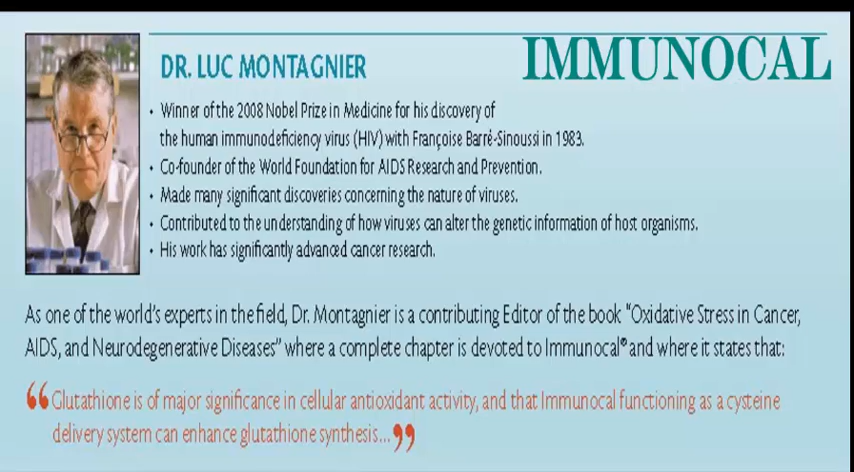 IMMUNOCAL
DR. LUC MONTAGNIER
• Winner of the 2008 Nobel Prize in Medicine for his discovery of
the human immunodeficiency virus (HIV) with Françoise Barré-Sinoussi in 1983.
• Co-founder of the World Foundation for AIDS Research and Prevention.
• Made many significant discoveries concerning the nature of viruses.
• Contributed to the understanding of how viruses can alter the genetic information of host organisms.
• His work has significantly advanced cancer research.
As one of the world's experts in the field, Dr. Montagnier is a contributing Editor of the book "Oxidative Stress in Cancer,
AIDS, and Neurodegenerative Diseases" where a complete chapter is devoted to Immunocal® and where it states that:
“Glutathione is of major significance in cellular antioxidant activity, and that Immunocal functioning as a cysteine
delivery system can enhance glutathione synthesis...”